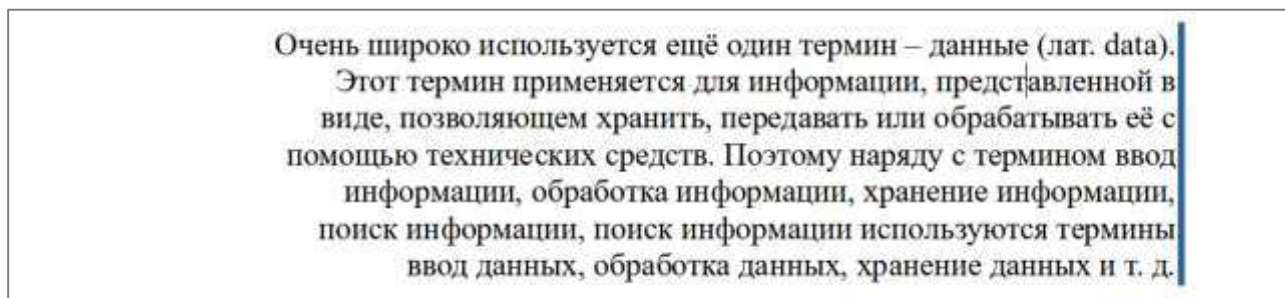 Очень широко используется ещё один термин – данные (лат. data).
Этот термин применяется для информации, представленной в
виде, позволяющем хранить, передавать или обрабатывать её с
помощью технических средств. Поэтому наряду с термином ввод
информации, обработка информации, хранение информации,
поиск информации, поиск информации используются термины
ввод данных, обработка данных, хранение данных и т. д.